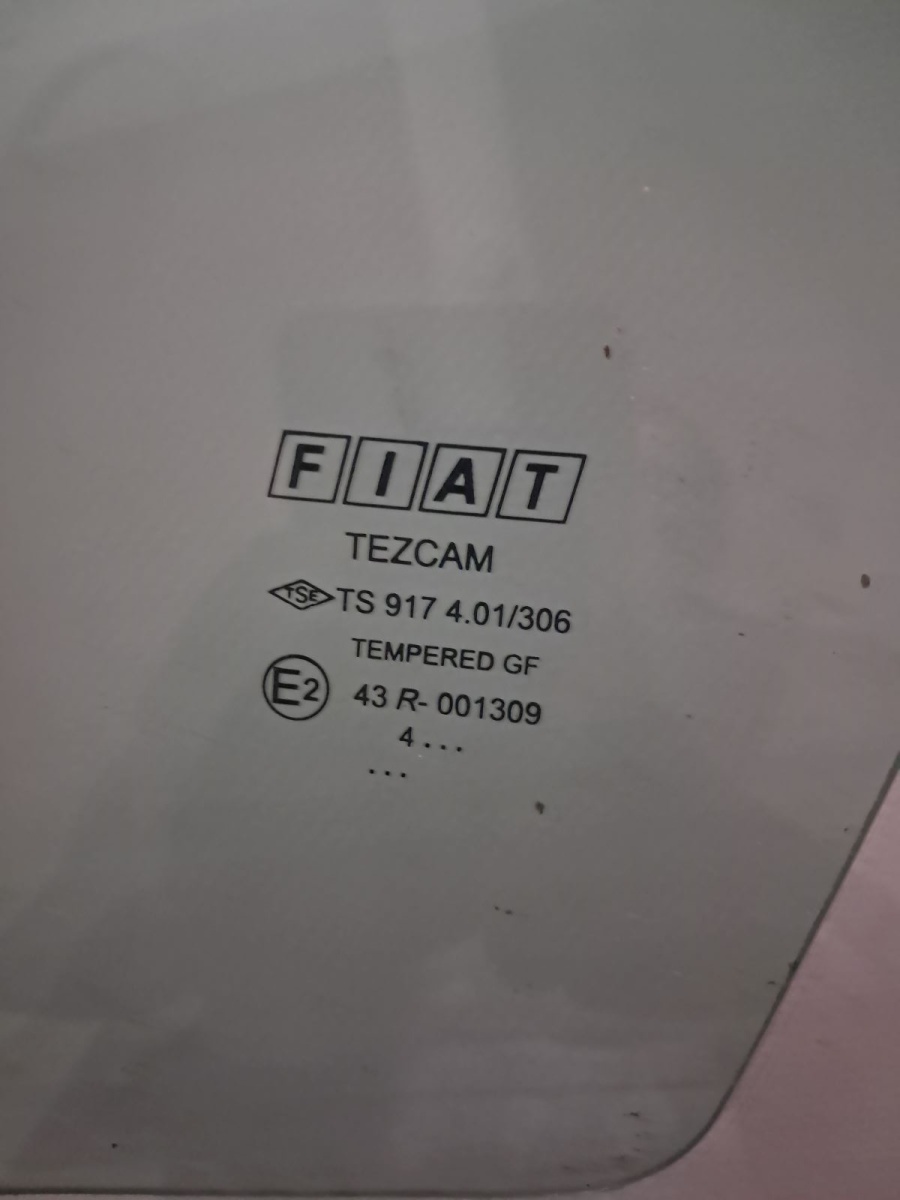 FIAT
TEZCAM
TSE TS 917 4.01/306
TEMPERED GF
E2 43 R- 001309
4 ...
...